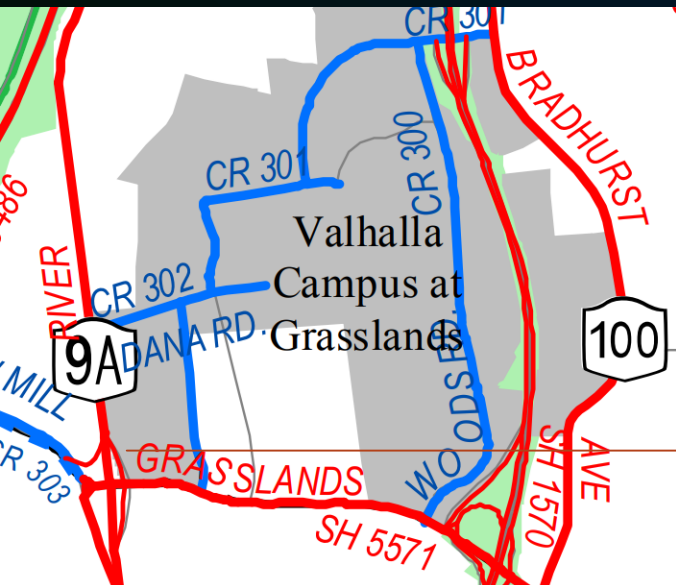 CR 301
BRADHURST
CR 300
CR 301
486
Valhalla
Campus at
Grasslands
RIVER
CR 302
DANA RD.
9A
100
MILL
WOODS RD.
CR 303
GRASSLANDS
AVE
SH 1570
SH 5571